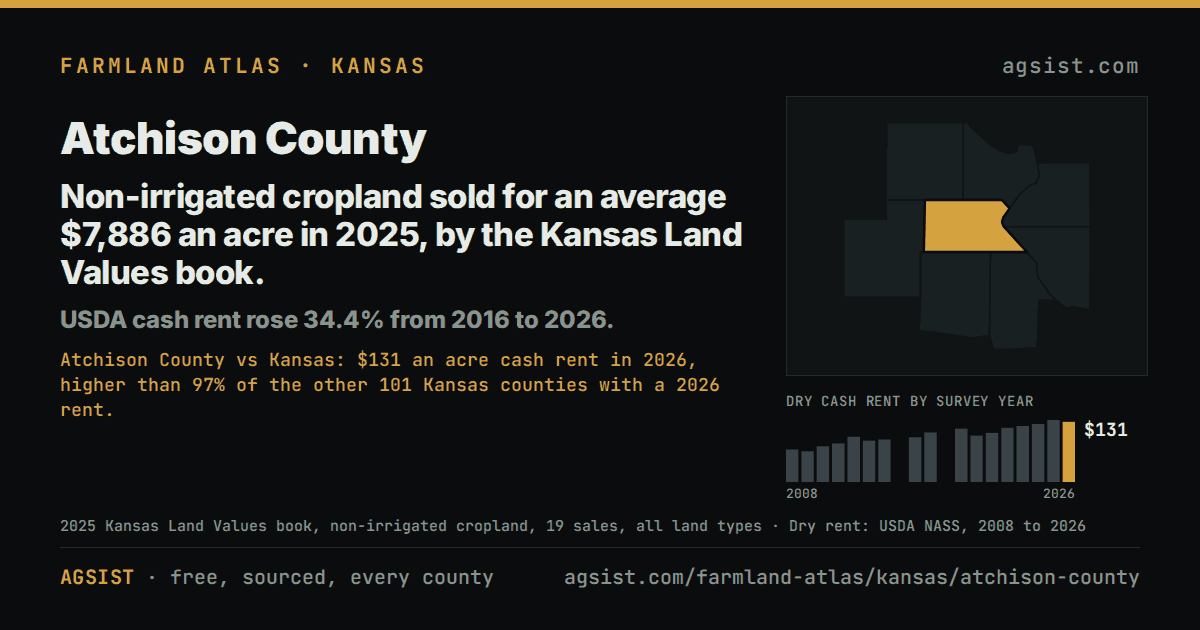 FARMLAND ATLAS · KANSAS
agsist.com
Atchison County
Non-irrigated cropland sold for an average
$7,886 an acre in 2025, by the Kansas Land
Values book.
USDA cash rent rose 34.4% from 2016 to 2026.
Atchison County vs Kansas: $131 an acre cash rent in 2026,
higher than 97% of the other 101 Kansas counties with a 2026
rent.
DRY CASH RENT BY SURVEY YEAR
$131
2008
2026
2025 Kansas Land Values book, non-irrigated cropland, 19 sales, all land types · Dry rent: USDA NASS, 2008 to 2026
AGSIST · free, sourced, every county
agsist.com/farmland-atlas/kansas/atchison-county